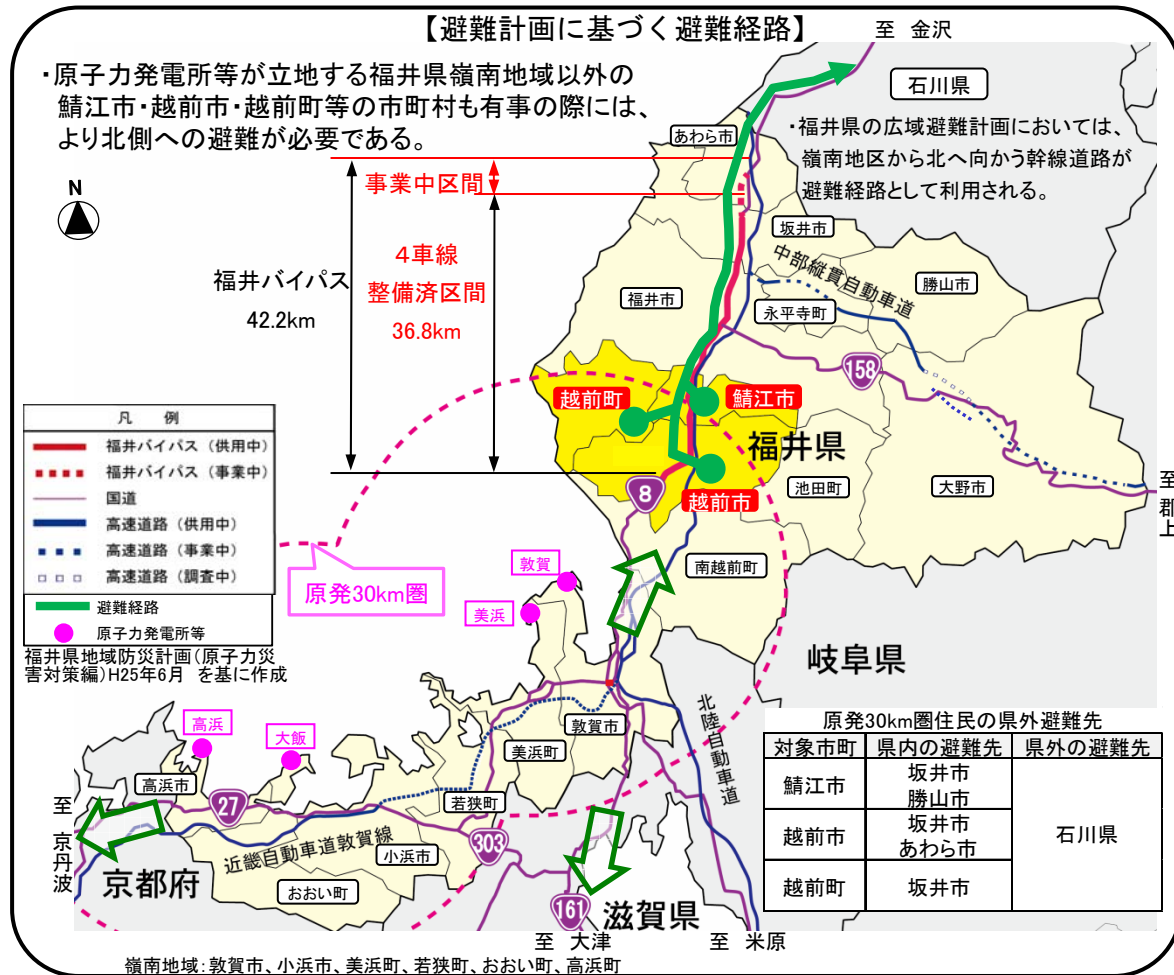 【避難計画に基づく避難経路】
至 金沢
・原子力発電所等が立地する福井県嶺南地域以外の
鯖江市・越前市・越前町等の市町村も有事の際には、
より北側への避難が必要である。
石川県
・福井県の広域避難計画においては、
嶺南地区から北へ向かう幹線道路が
避難経路として利用される。
N
あわら市
事業中区間
坂井市
中部縦貫自動車道
勝山市
福井バイパス
42.2km
4車線
整備済区間
36.8km
福井市
永平寺町
158
越前町
鯖江市
福井県
越前市
8
池田町
大野市
至 郡上
凡 例
福井バイパス（供用中）
福井バイパス（事業中）
国道
高速道路（供用中）
高速道路（事業中）
高速道路（調査中）
避難経路
原子力発電所等
福井県地域防災計画（原子力災
害対策編）H25年6月 を基に作成
原発30km圏
敦賀
美浜
南越前町
岐阜県
北陸自動車道
高浜
大飯
敦賀市
美浜町
高浜市
若狭町
27
303
近畿自動車道敦賀線
小浜市
おおい町
至 京丹波
京都府
161
滋賀県
至 大津
至 米原
原発30km圏住民の県外避難先
対象市町 県内の避難先 県外の避難先
鯖江市 坂井市
勝山市
越前市 坂井市
あわら市
石川県
越前町 坂井市
嶺南地域：敦賀市、小浜市、美浜町、若狭町、おおい町、高浜町